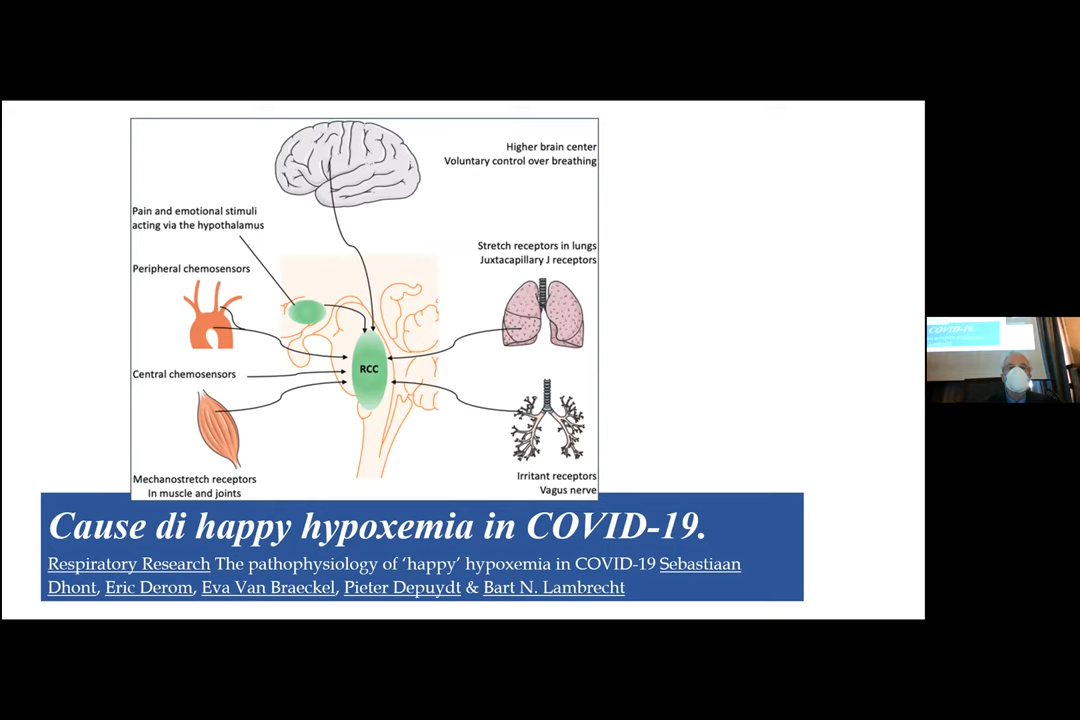 Higher brain center
Voluntary control over breathing
Pain and emotional stimuli
acting via the hypothalamus
Stretch receptors in lungs
Juxtacapillary J receptors
Peripheral chemosensors
RCC
Central chemosensors
Mechanostretch receptors
In muscle and joints
Irritant receptors
Vagus nerve
Cause di happy hypoxemia in COVID-19.
Respiratory Research The pathophysiology of ‘happy’ hypoxemia in COVID-19 Sebastiaan
Dhont, Eric Derom, Eva Van Braeckel, Pieter Depuydt & Bart N. Lambrecht
COVID-19.